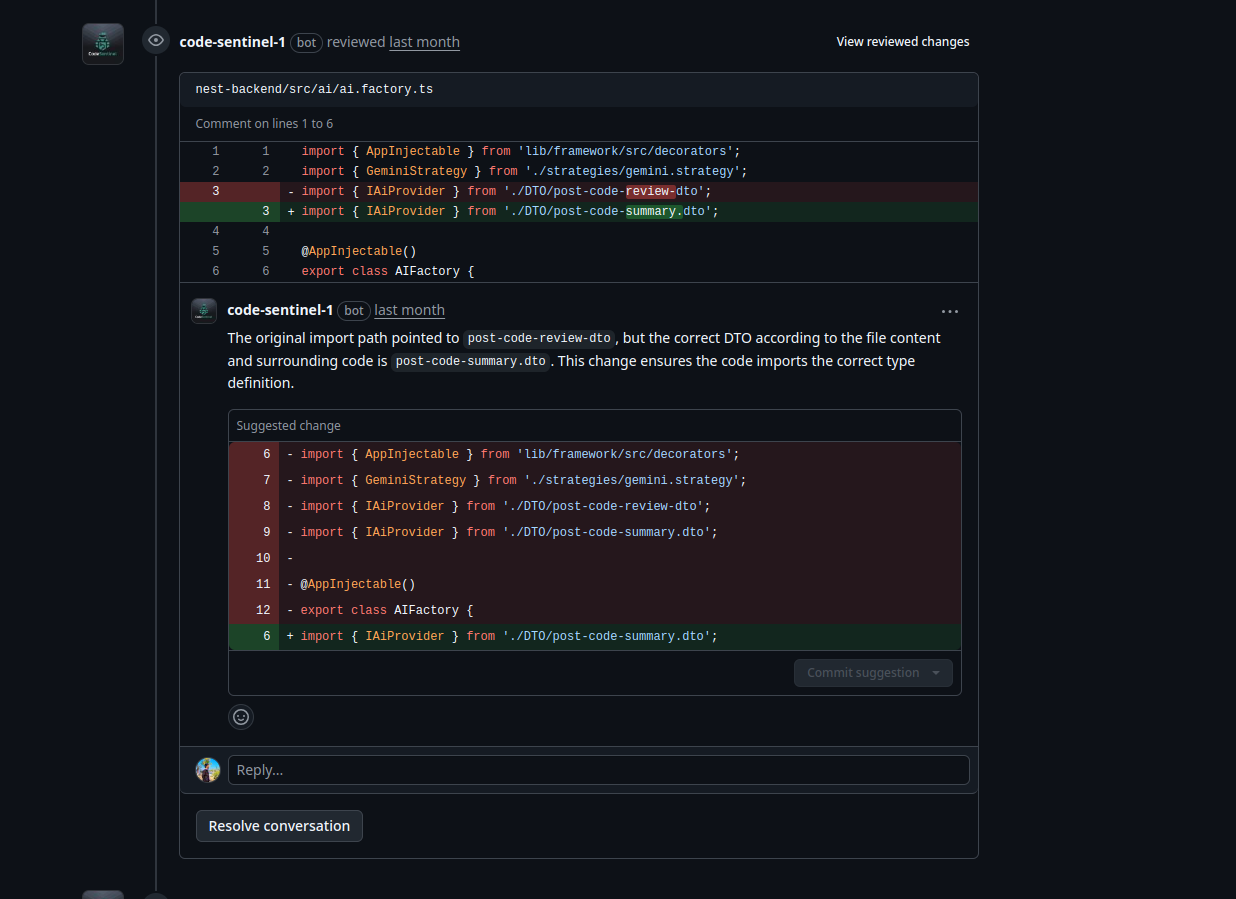 code-sentinel-1 bot reviewed last month
View reviewed changes
nest-backend/src/ai/ai.factory.ts
Comment on lines 1 to 6
1 1 import { AppInjectable } from 'lib/framework/src/decorators';
2 2 import { GeminiStrategy } from './strategies/gemini.strategy';
3 - import { IAiProvider } from './DTO/post-code-review-dto';
3 + import { IAiProvider } from './DTO/post-code-summary.dto';
4 4
5 5 @AppInjectable()
6 6 export class AIFactory {
code-sentinel-1 bot last month
The original import path pointed to post-code-review-dto, but the correct DTO according to the file content
and surrounding code is post-code-summary.dto. This change ensures the code imports the correct type
definition.
Suggested change
6 - import { AppInjectable } from 'lib/framework/src/decorators';
7 - import { GeminiStrategy } from './strategies/gemini.strategy';
8 - import { IAiProvider } from './DTO/post-code-review-dto';
9 - import { IAiProvider } from './DTO/post-code-summary.dto';
10 -
11 - @AppInjectable()
12 - export class AIFactory {
6 + import { IAiProvider } from './DTO/post-code-summary.dto';
Commit suggestion
Reply...
Resolve conversation